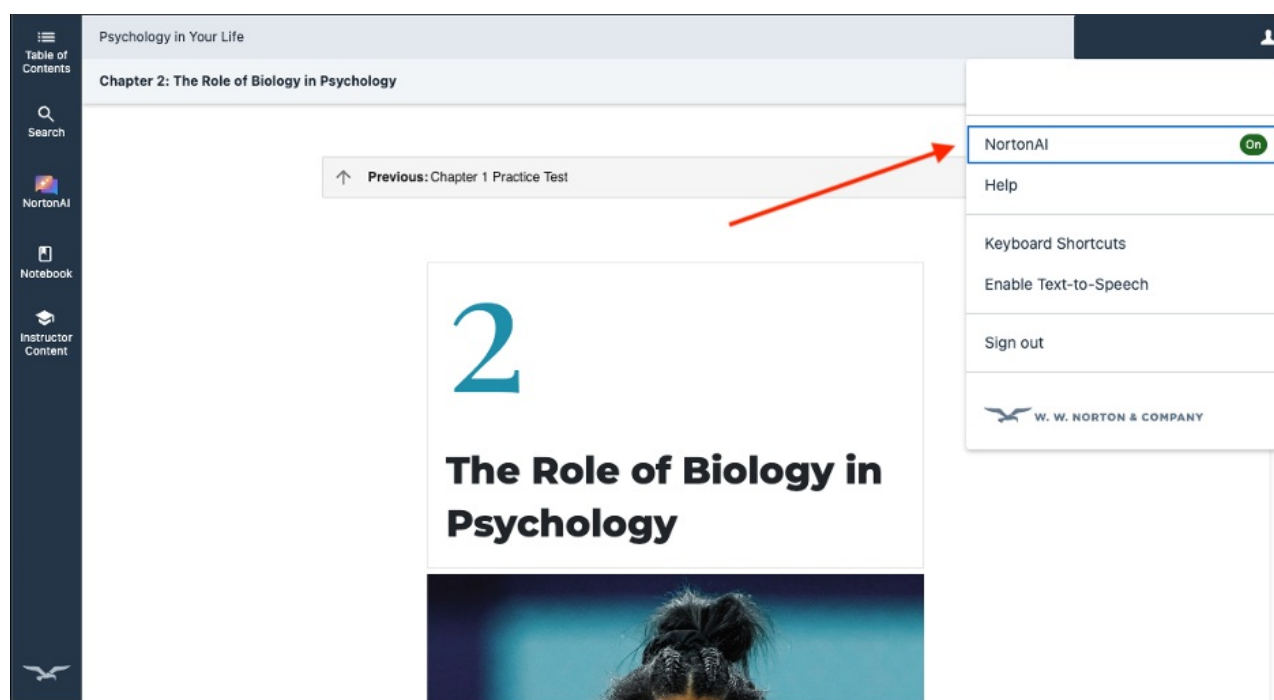 Table of
Contents
Search
NortonAI
Notebook
Instructor
Content
Psychology in Your Life
Chapter 2: The Role of Biology in Psychology
Previous: Chapter 1 Practice Test
2
The Role of Biology in
Psychology
NortonAI On
Help
Keyboard Shortcuts
Enable Text-to-Speech
Sign out
W. W. NORTON & COMPANY